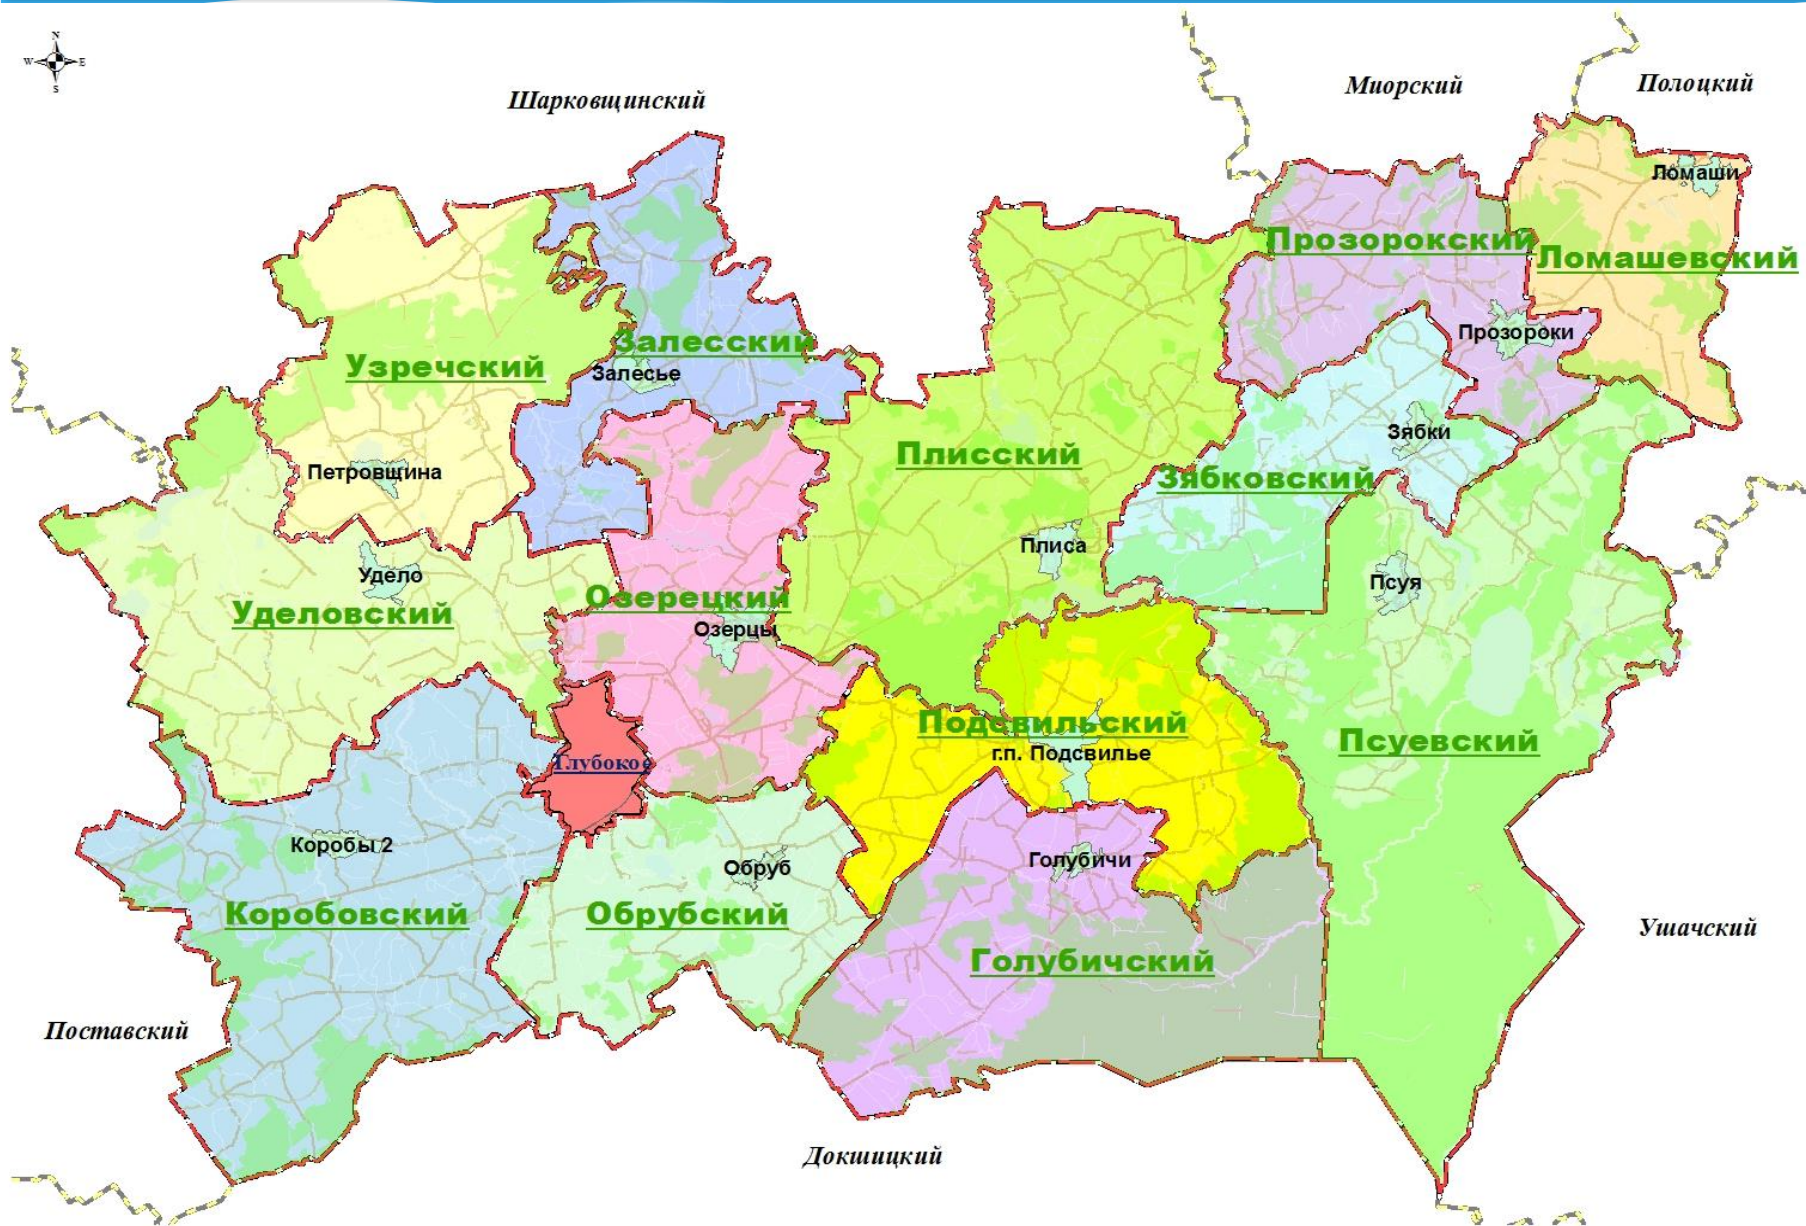 N
W E
S
Шарковщинский
Миорский
Полоцкий
Ломаши
Прозорокский
Ломашевский
Прозороки
Залесский
Узречский
Залесье
Зябки
Плисский
Петровщина
Зябковский
Плиса
Удело
Псуя
Озерецкий
Уделовский
Озерцы
Подсвильский
Псуевский
г.п. Подсвилье
Глубокое
Коробы 2
Голубичи
Обруб
Коробовский
Обрубский
Ушачский
Голубичский
Поставский
Докшицкий